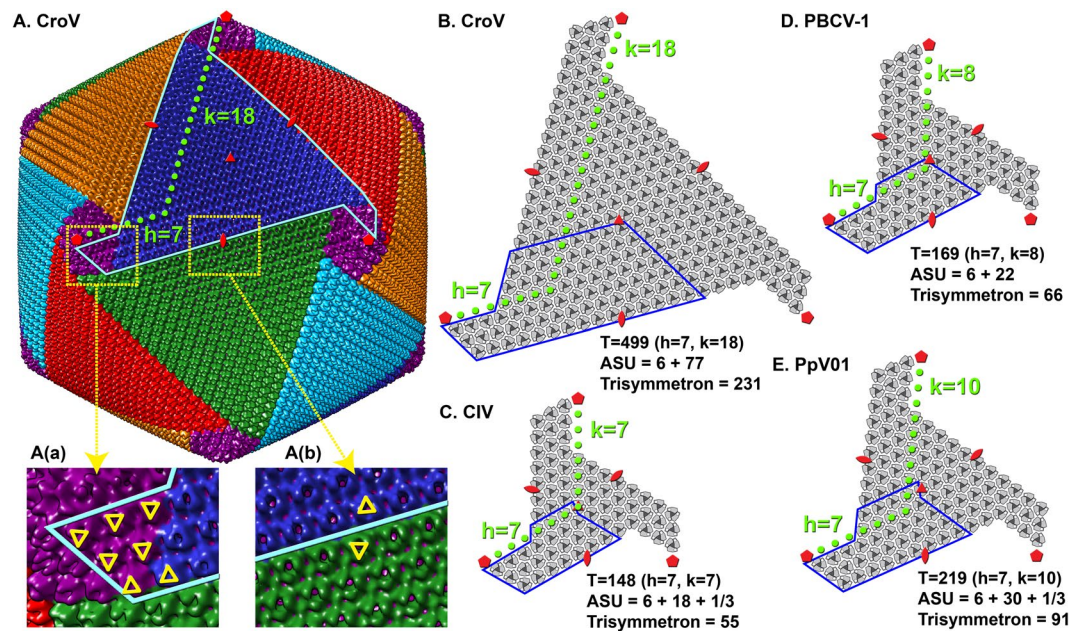 A. CroV
k=18
h=7
A(a)
A(b)
B. CroV
k=18
h=7
T=499 (h=7, k=18)
ASU = 6 + 77
Trisymmetron = 231
C. CIV
k=7
h=7
T=148 (h=7, k=7)
ASU = 6 + 18 + 1/3
Trisymmetron = 55
D. PBCV-1
k=8
h=7
T=169 (h=7, k=8)
ASU = 6 + 22
Trisymmetron = 66
E. PpV01
k=10
h=7
T=219 (h=7, k=10)
ASU = 6 + 30 + 1/3
Trisymmetron = 91